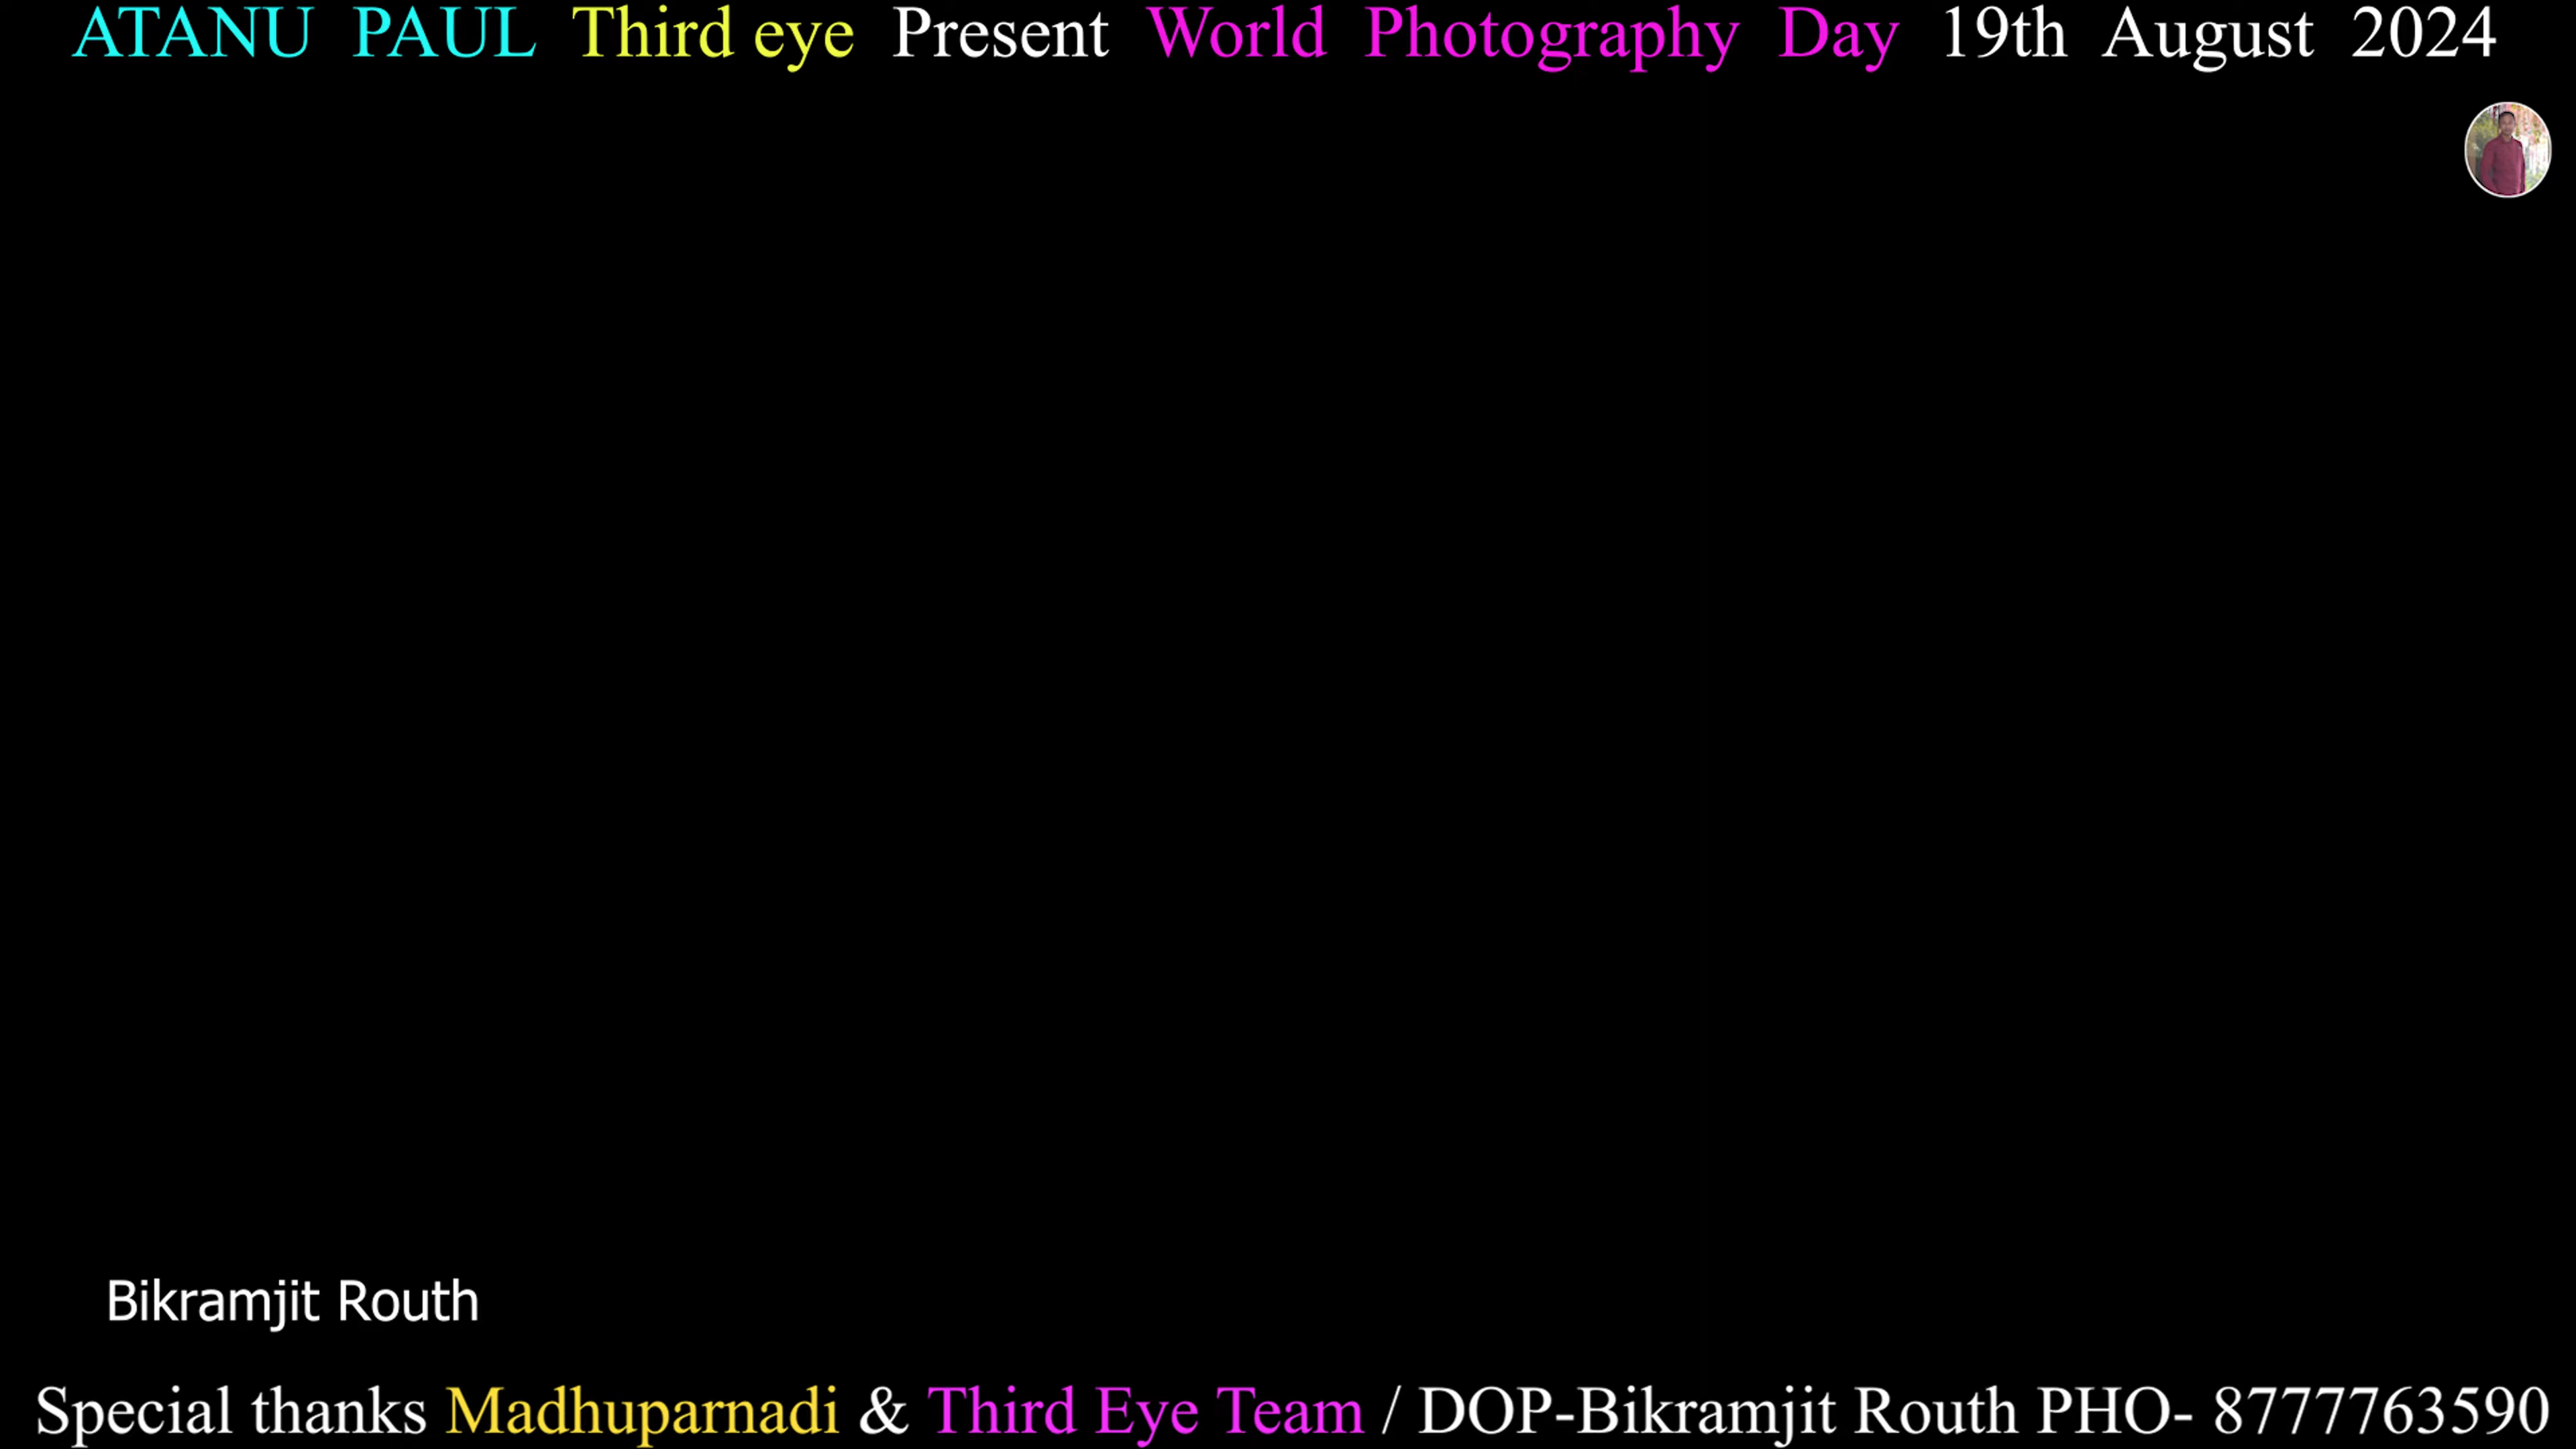 ATANU PAUL Third eye Present World Photography Day 19th August 2024
Bikramjit Routh
Special thanks Madhuparnadi & Third Eye Team / DOP-Bikramjit Routh PHO- 8777763590